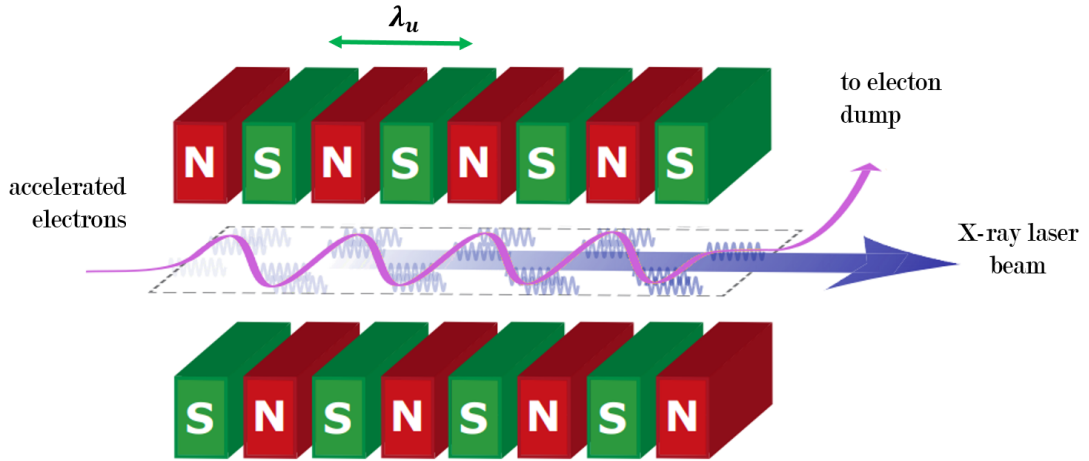 λu
N S N S N S N S
to electon
dump
accelerated
electrons
X-ray laser
beam
S N S N S N S N